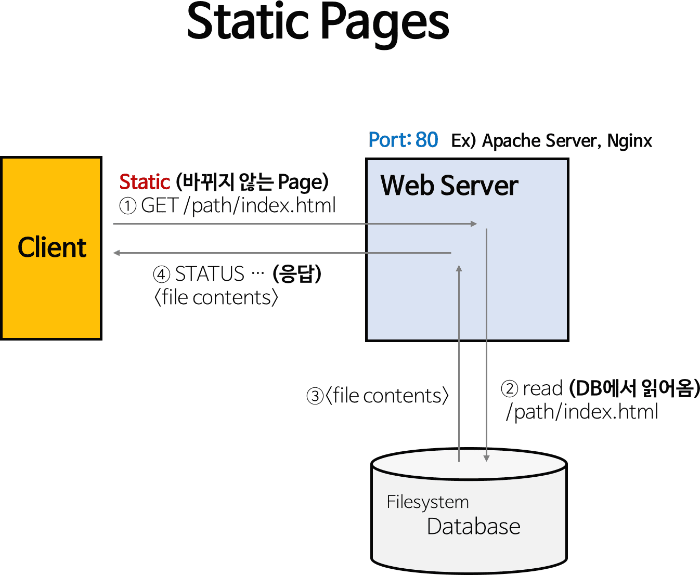 Static Pages
Port: 80 Ex) Apache Server, Nginx
Static (바뀌지 않는 Page)
① GET /path/index.html
Web Server
Client
④ STATUS … (응답)
〈file contents〉
③〈file contents〉
② read (DB에서 읽어옴)
/path/index.html
Filesystem
Database